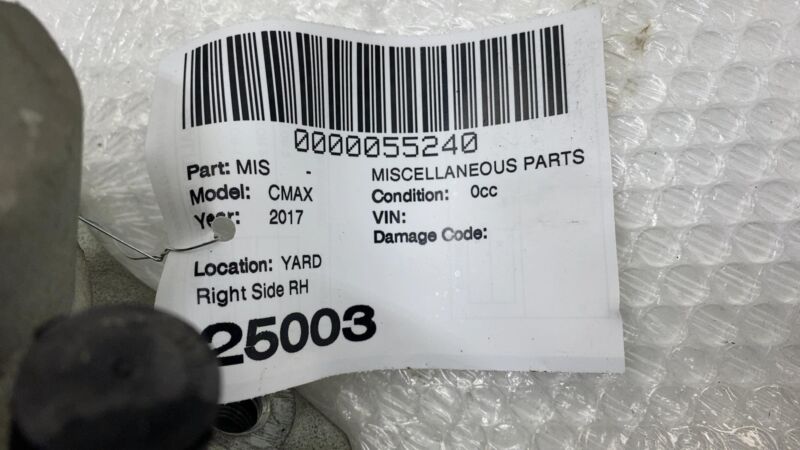 0000055240
Part: MIS - MISCELLANEOUS PARTS
Model: CMAX Condition: 0cc
Year: 2017 VIN:
Damage Code:
Location: YARD
Right Side RH
25003